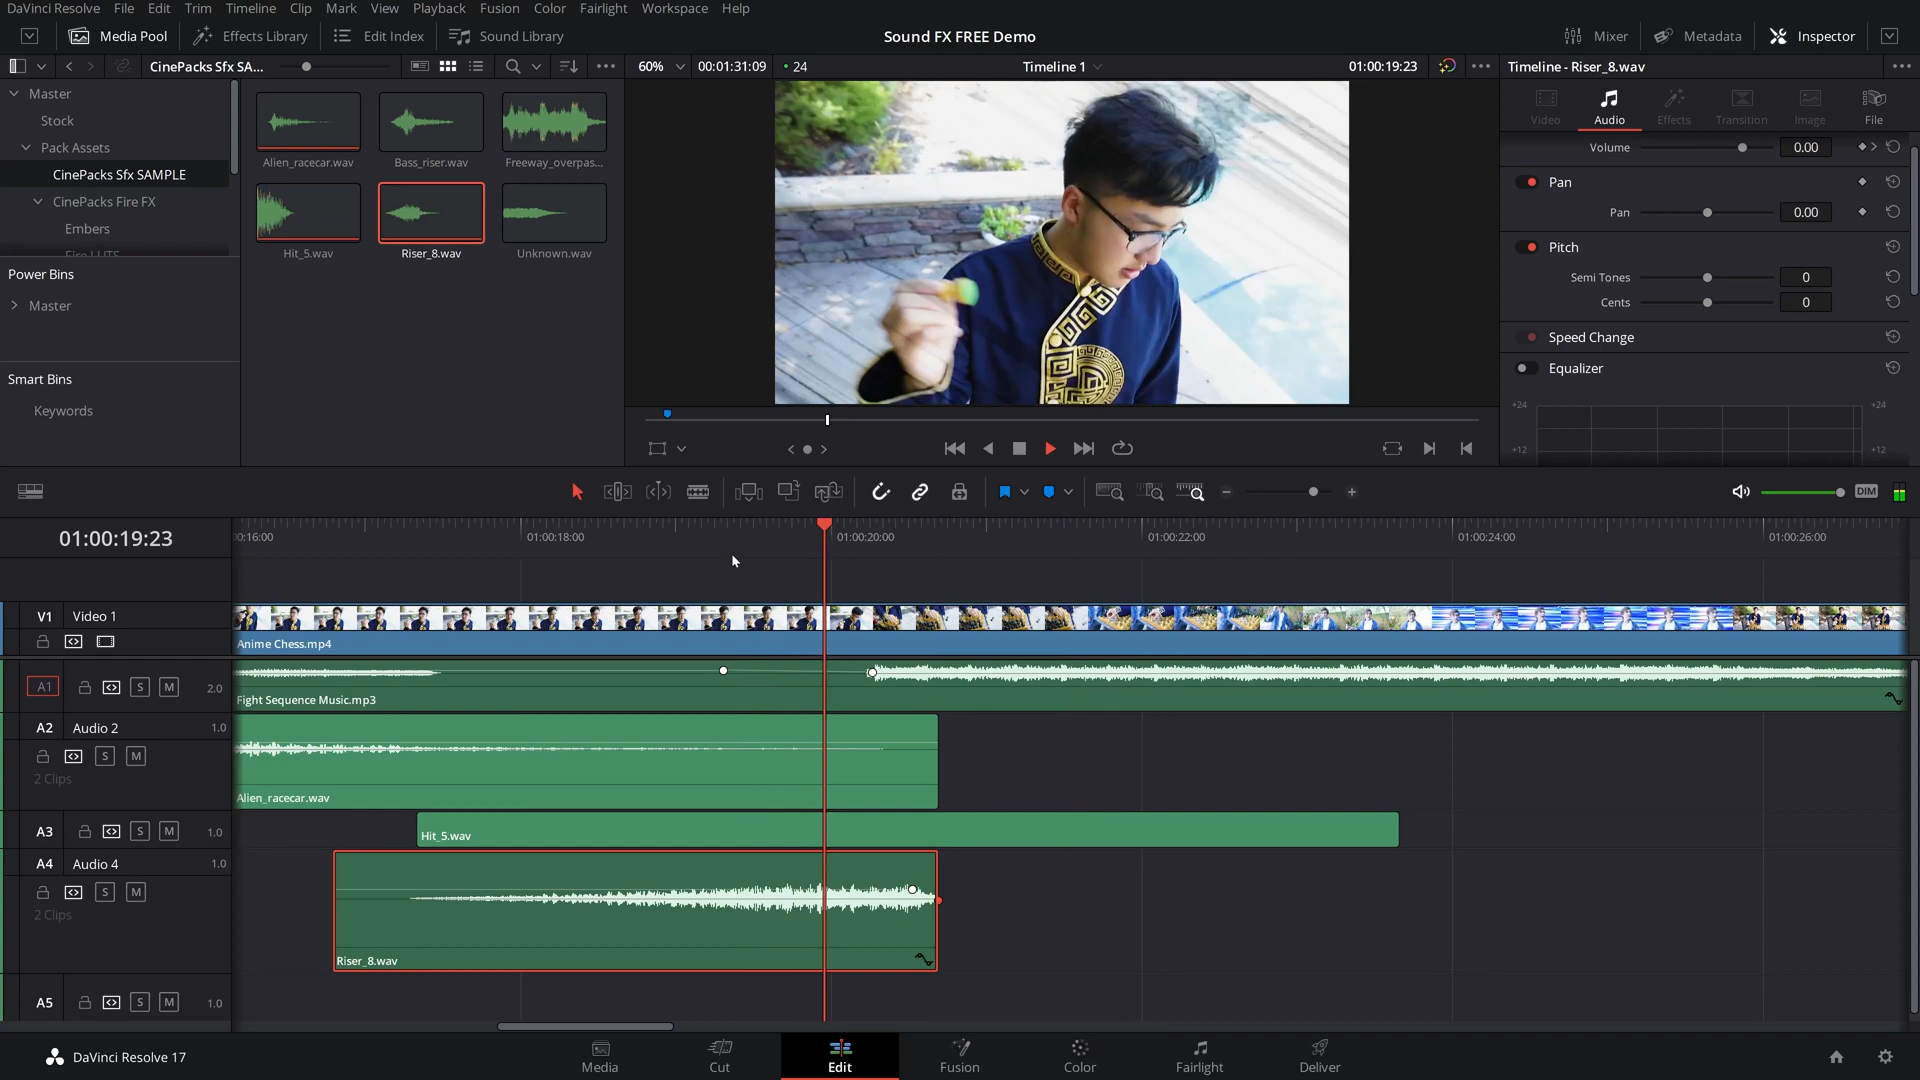 DaVinci Resolve File Edit Trim Timeline Clip Mark View Playback Fusion Color Fairlight Workspace Help
Media Pool Effects Library Edit Index Sound Library Sound FX FREE Demo Mixer Metadata Inspector
CinePacks Sfx SA... 60% 00:01:31:09 24 Timeline 1 01:00:19:23 Timeline - Riser_8.wav
Master
Stock
Pack Assets
CinePacks Sfx SAMPLE
CinePacks Fire FX
Embers
Fire LUTS
Power Bins
Master
Smart Bins
Keywords
Alien_racecar.wav Bass_riser.wav Freeway_overpas...
Hit_5.wav Riser_8.wav Unknown.wav
Video Audio Effects Transition Image File
Volume 0.00
Pan
Pan 0.00
Pitch
Semi Tones 0
Cents 0
Speed Change
Equalizer
+24 +24
+12 +12
DIM
01:00:19:23
0:16:00 01:00:18:00 01:00:20:00 01:00:22:00 01:00:24:00 01:00:26:00
V1 Video 1
Anime Chess.mp4
A1 S M 2.0
Fight Sequence Music.mp3
A2 Audio 2 1.0
S M
2 Clips
Alien_racecar.wav
A3 S M 1.0
Hit_5.wav
A4 Audio 4 1.0
S M
2 Clips
Riser_8.wav
A5 S M 1.0
DaVinci Resolve 17
Media Cut Edit Fusion Color Fairlight Deliver